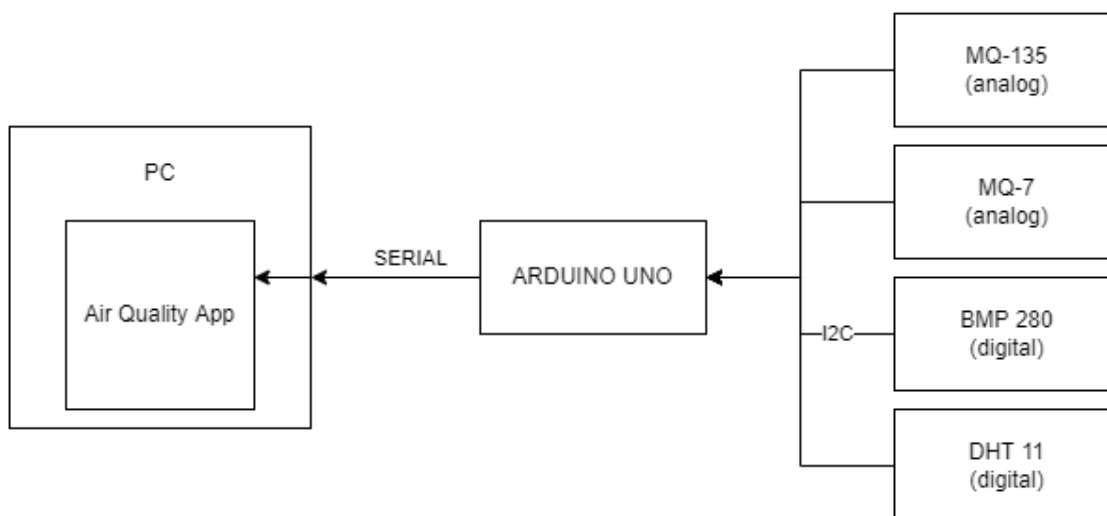 PC
Air Quality App
SERIAL
ARDUINO UNO
MQ-135
(analog)
MQ-7
(analog)
I2C
BMP 280
(digital)
DHT 11
(digital)